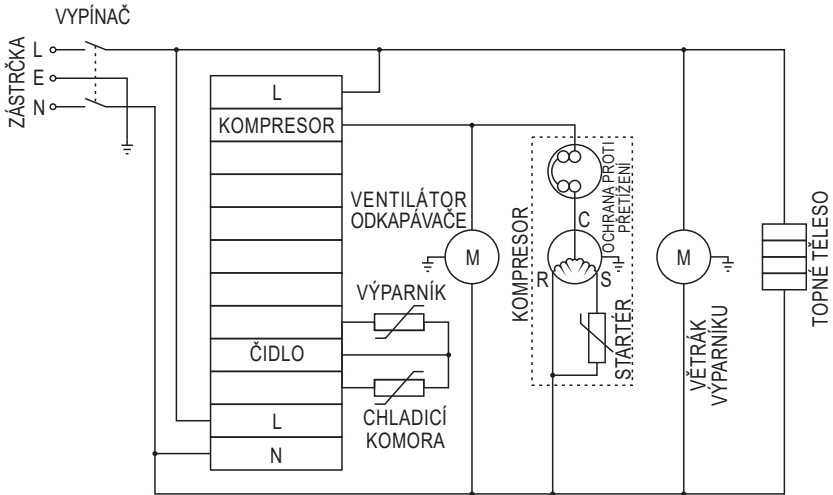 VYPÍNAČ
ZÁSTRČKA
L
E
N
L
KOMPRESOR
ČIDLO
L
N
VENTILÁTOR
ODKAPÁVAČE
M
VÝPARNÍK
CHLADICÍ
KOMORA
KOMPRESOR
OCHRANA PROTI
PŘETÍŽENÍ
C
R
S
STARTÉR
M
VĚTRÁK
VÝPARNÍKU
TOPNÉ TĚLESO